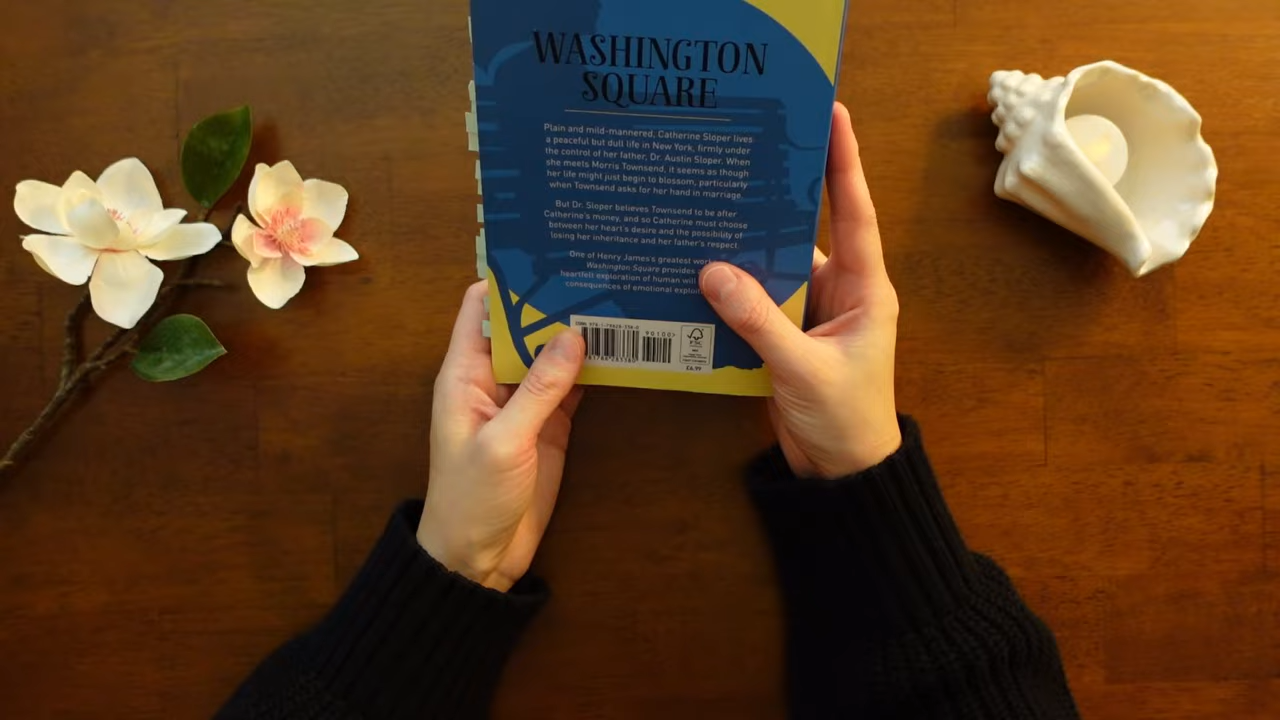 WASHINGTON
SQUARE
Plain and mild-mannered, Catherine Sloper lives
a peaceful but dull life in New York, firmly under
the control of her father, Dr. Austin Sloper. When
she meets Morris Townsend, it seems as though
her life might just begin to blossom, particularly
when Townsend asks for her hand in marriage.
But Dr. Sloper believes Townsend to be after
Catherine's money, and so Catherine must choose
between her heart's desire and the possibility of
losing her inheritance and her father's respect.
One of Henry James's greatest
Washington Square provides
heartfelt exploration of human will
consequences of emotional
ISBN
FSC
£6.99